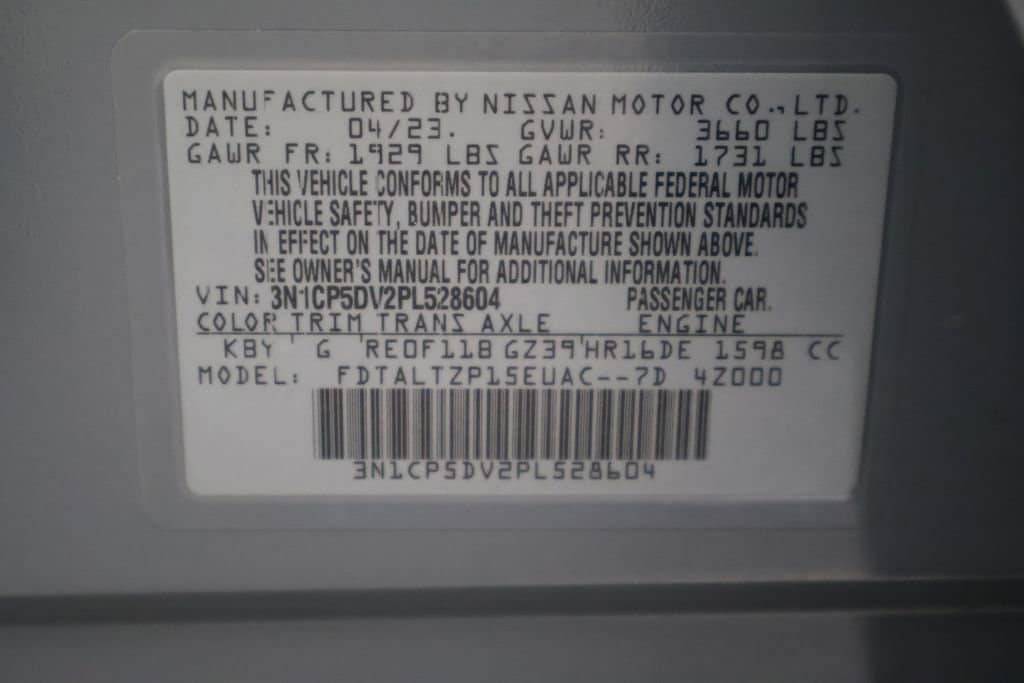 MANUFACTURED BY NISSAN MOTOR CO., LTD.
DATE: 04/23. GVWR: 3660 LBS
GAWR FR: 1929 LBS GAWR RR: 1731 LBS
THIS VEHICLE CONFORMS TO ALL APPLICABLE FEDERAL MOTOR
VEHICLE SAFETY, BUMPER AND THEFT PREVENTION STANDARDS
IN EFFECT ON THE DATE OF MANUFACTURE SHOWN ABOVE.
SEE OWNER'S MANUAL FOR ADDITIONAL INFORMATION.
VIN: 3N1CP5DV2PL528604 PASSENGER CAR.
COLOR TRIM TRANS AXLE ENGINE
KBY G RE0F11B GZ39 HR16DE 1598 CC
MODEL: FDTALTZP15EUAC--7D 4Z000
3N1CP5DV2PL528604